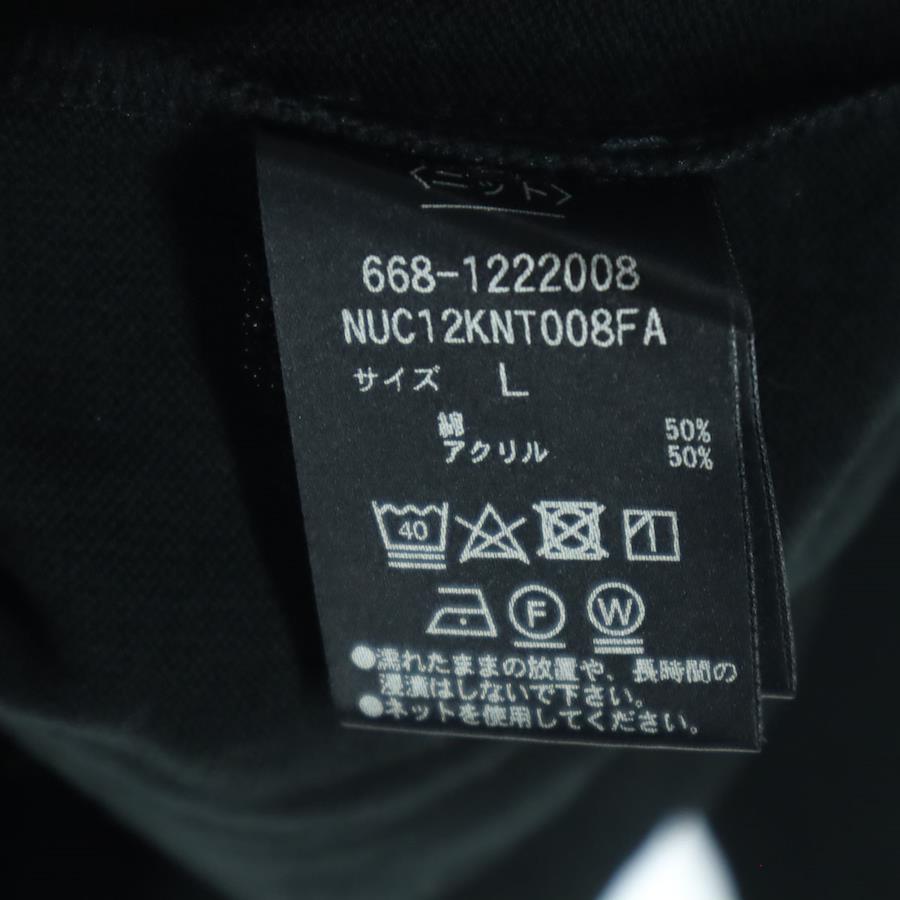 〈ニット〉
668-1222008
NUC12KNT008FA
サイズ L
綿 50%
アクリル 50%
40
F W
●濡れたままの放置や、長時間の
浸漬はしないで下さい。
●ネットを使用してください。